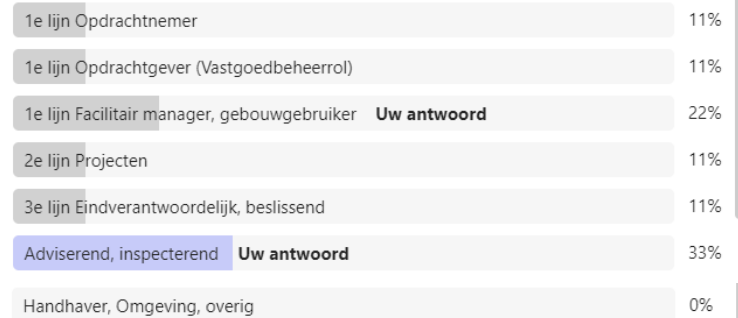 1e lijn Opdrachtnemer 11%
1e lijn Opdrachtgever (Vastgoedbeheerrol) 11%
1e lijn Facilitair manager, gebouwgebruiker Uw antwoord 22%
2e lijn Projecten 11%
3e lijn Eindverantwoordelijk, beslissend 11%
Adviserend, inspecterend Uw antwoord 33%
Handhaver, Omgeving, overig 0%